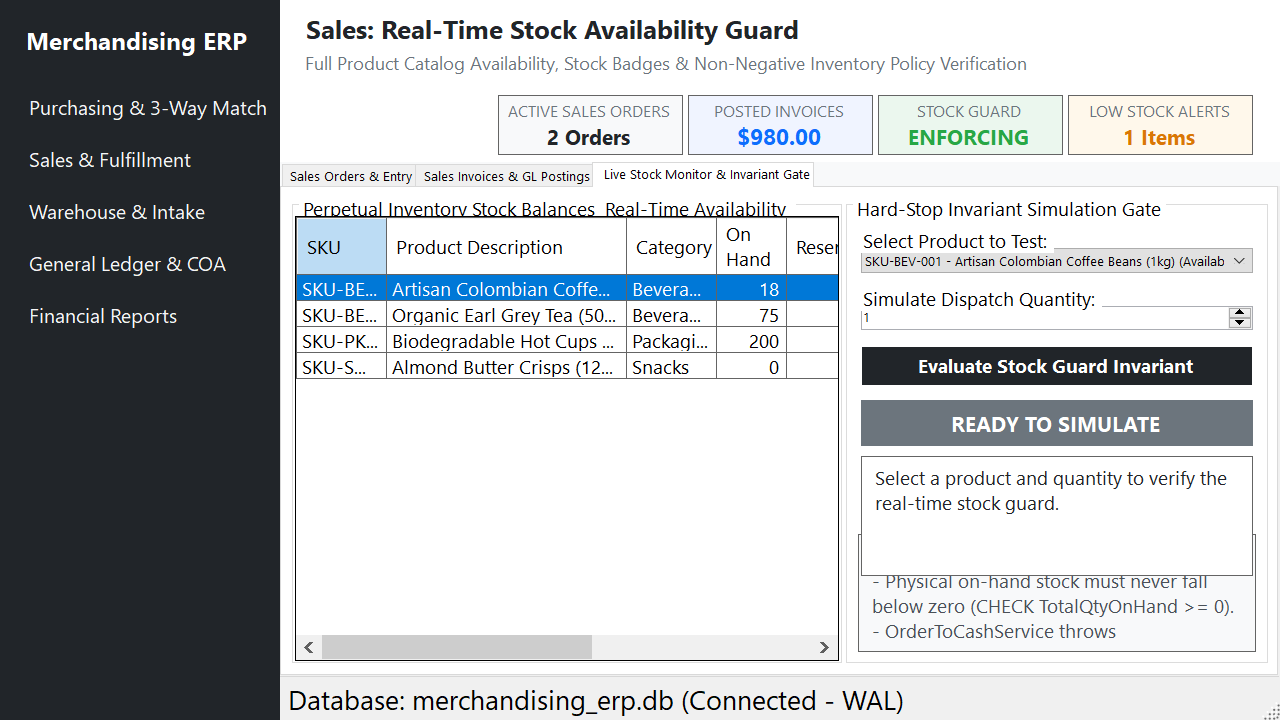 Merchandising ERP
Purchasing & 3-Way Match
Sales & Fulfillment
Warehouse & Intake
General Ledger & COA
Financial Reports
Sales: Real-Time Stock Availability Guard
Full Product Catalog Availability, Stock Badges & Non-Negative Inventory Policy Verification
ACTIVE SALES ORDERS
2 Orders
POSTED INVOICES
$980.00
STOCK GUARD
ENFORCING
LOW STOCK ALERTS
1 Items
Sales Orders & Entry
Sales Invoices & GL Postings
Live Stock Monitor & Invariant Gate
Perpetual Inventory Stock Balances  Real-Time Availability
SKU
Product Description
Category
On
Hand
Reser
SKU-BE... Artisan Colombian Coffe... Bevera... 18
SKU-BE... Organic Earl Grey Tea (50... Bevera... 75
SKU-PK... Biodegradable Hot Cups ... Packagi... 200
SKU-S... Almond Butter Crisps (12... Snacks 0
Hard-Stop Invariant Simulation Gate
Select Product to Test:
SKU-BEV-001 - Artisan Colombian Coffee Beans (1kg) (Availab
Simulate Dispatch Quantity:
1
Evaluate Stock Guard Invariant
READY TO SIMULATE
Select a product and quantity to verify the
real-time stock guard.
- Physical on-hand stock must never fall
below zero (CHECK TotalQtyOnHand >= 0).
- OrderToCashService throws
Database: merchandising_erp.db (Connected - WAL)